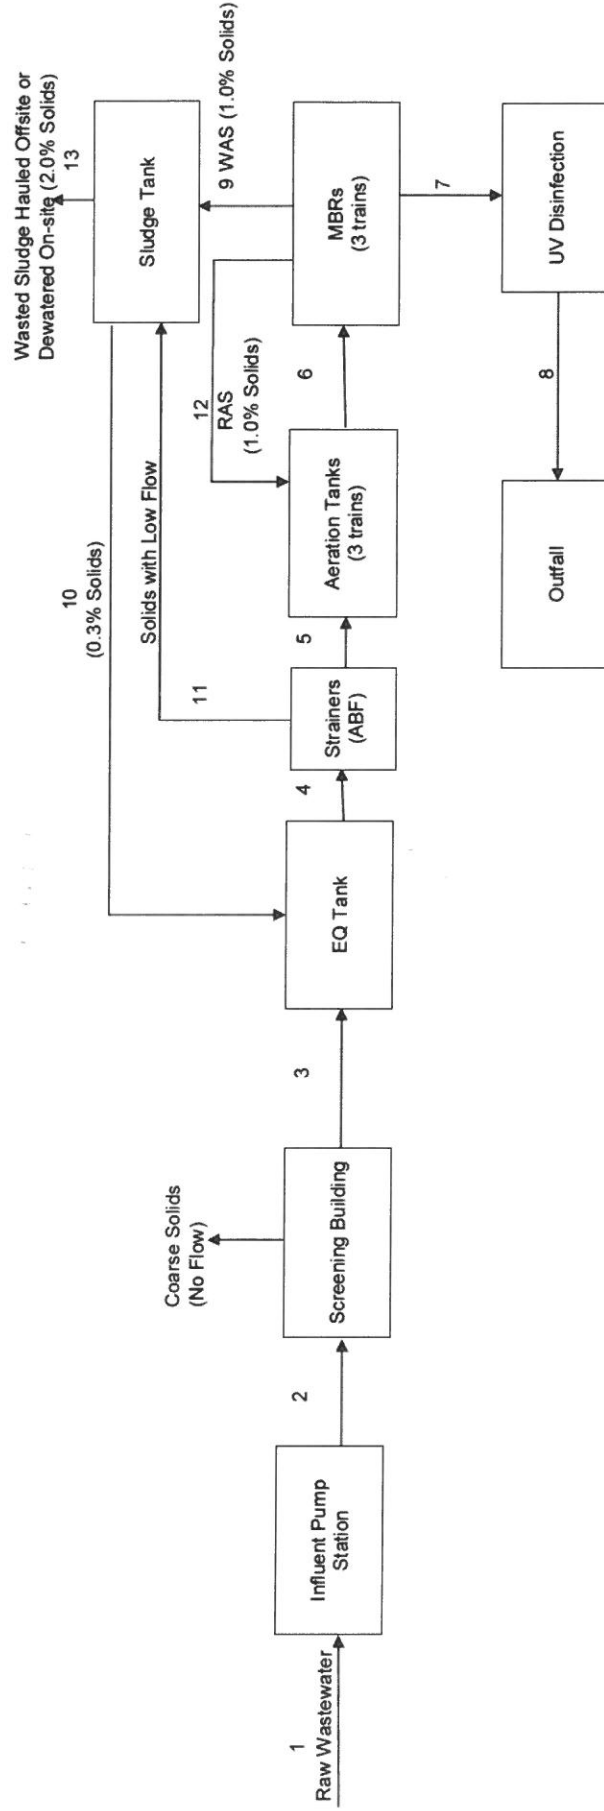 1
Raw Wastewater
Influent Pump
Station
2
Coarse Solids
(No Flow)
Screening Building
3
EQ Tank
4
Strainers
(ABF)
5
Aeration Tanks
(3 trains)
6
MBRs
(3 trains)
7
UV Disinfection
8
Outfall
9 WAS (1.0% Solids)
10
(0.3% Solids)
11
Solids with Low Flow
12
RAS
(1.0% Solids)
Sludge Tank
13
Wasted Sludge Hauled Offsite or
Dewatered On-site (2.0% Solids)